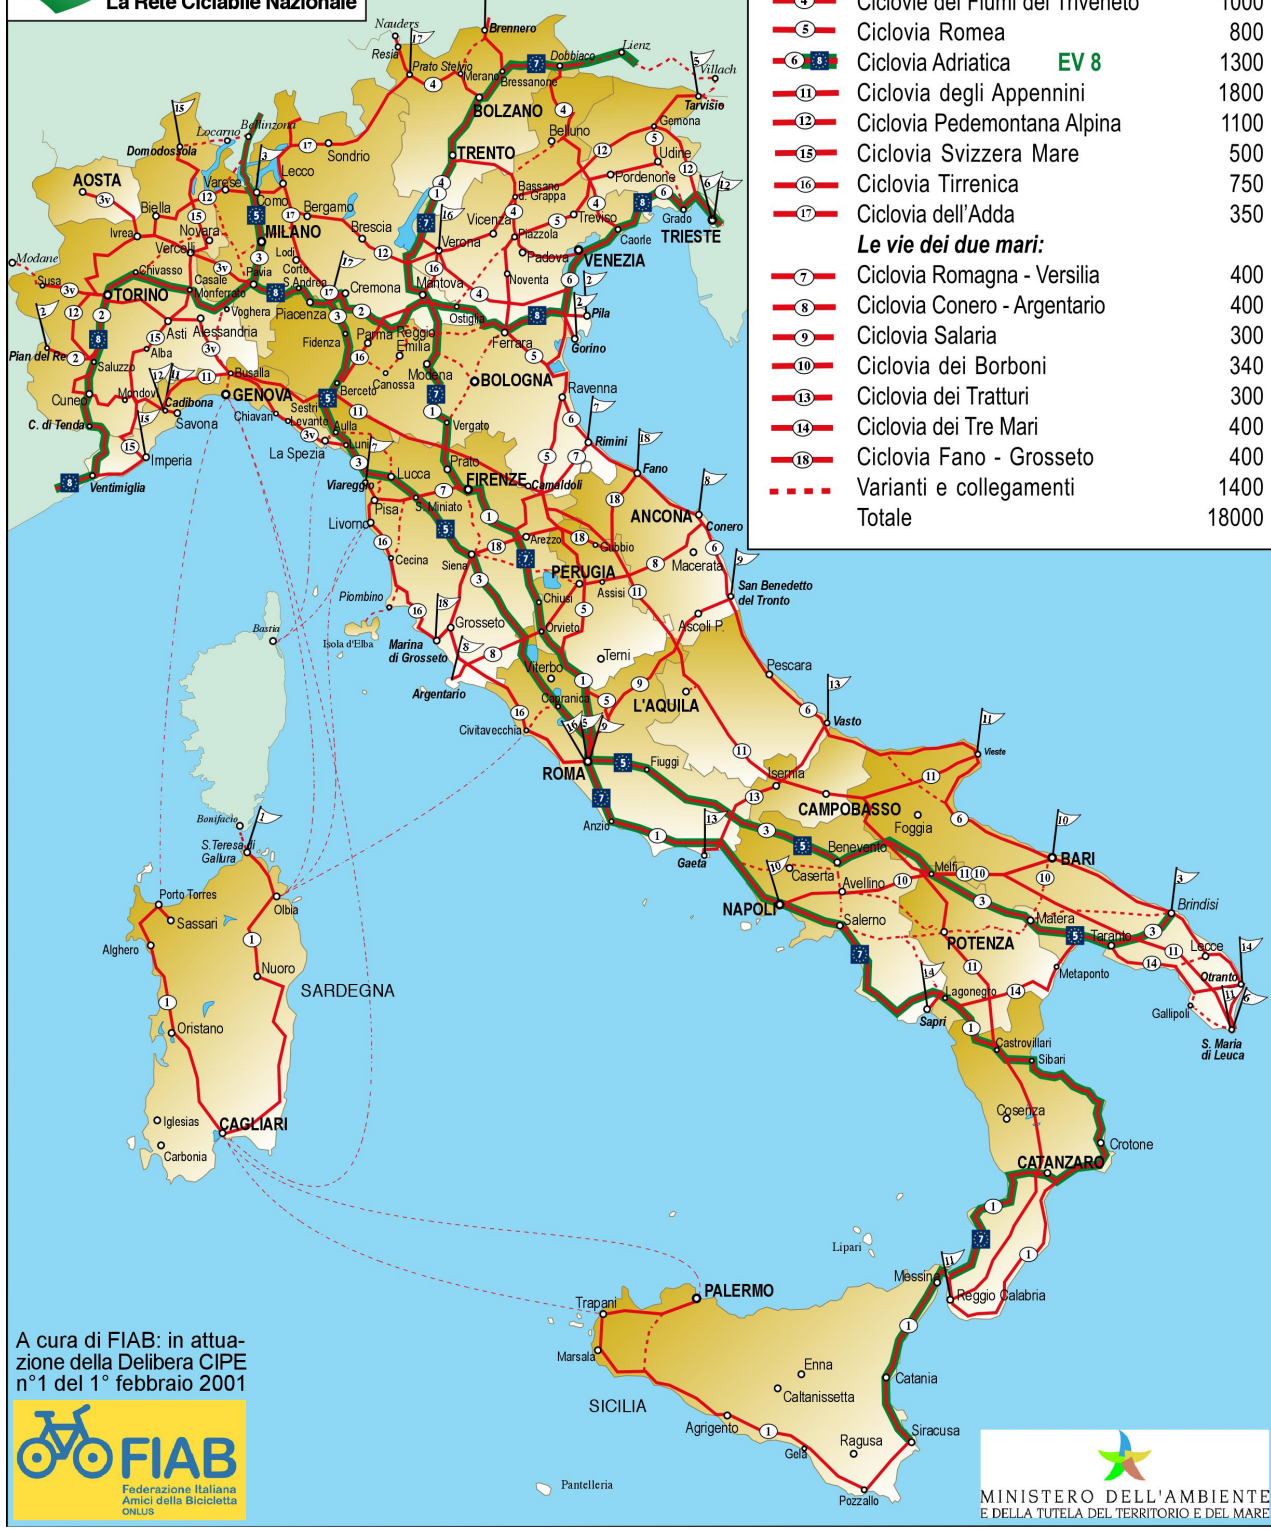 La Rete Ciclabile Nazionale
4 Ciclovie dei Fiumi del Triveneto 1000
5 Ciclovia Romea 800
6 8 Ciclovia Adriatica EV 8 1300
11 Ciclovia degli Appennini 1800
12 Ciclovia Pedemontana Alpina 1100
15 Ciclovia Svizzera Mare 500
16 Ciclovia Tirrenica 750
17 Ciclovia dell'Adda 350
Le vie dei due mari:
7 Ciclovia Romagna - Versilia 400
8 Ciclovia Conero - Argentario 400
9 Ciclovia Salaria 300
10 Ciclovia dei Borboni 340
13 Ciclovia dei Tratturi 300
14 Ciclovia dei Tre Mari 400
18 Ciclovia Fano - Grosseto 400
Varianti e collegamenti 1400
Totale 18000
Nauders
Resia
Brennero
Prato Stelvio
Merano
Bressanone
Dobbiaco
Lienz
Villach
Tarvisio
BOLZANO
Gemona
Belluno
Udine
Pordenone
Locarno
Bellinzona
Domodossola
Sondrio
TRENTO
AOSTA
Varese
Como
Lecco
Bergamo
Brescia
Bassano
d. Grappa
Vicenza
Treviso
Piazzola
Verona
Padova
Caorle
Grado
TRIESTE
VENEZIA
Biella
Ivrea
Novara
Vercelli
MILANO
Lodi
Corte
S.Andrea
Pavia
Modane
Susa
Chivasso
Casale
Monferrato
TORINO
Voghera
Piacenza
Cremona
Mantova
Noventa
Ostiglia
Pila
Gorino
Asti
Alessandria
Fidenza
Parma
Reggio
Emilia
Ferrara
Pian del Re
Saluzzo
Alba
Busalla
Canossa
Modena
BOLOGNA
Ravenna
Cuneo
Mondovì
Cadibona
GENOVA
Berceto
Chiavari
Sestri
Levante
Aulla
Vergato
C. di Tenda
Savona
La Spezia
Luni
Rimini
Imperia
Ventimiglia
Viareggio
Lucca
Prato
FIRENZE
Camaldoli
Fano
Pisa
S. Miniato
Livorno
ANCONA
Conero
Arezzo
Gubbio
Macerata
Cecina
Siena
PERUGIA
Assisi
San Benedetto
del Tronto
Piombino
Chiusi
Ascoli P.
Isola d'Elba
Grosseto
Orvieto
Marina
di Grosseto
Terni
Viterbo
Argentario
Capranica
L'AQUILA
Pescara
Civitavecchia
Vasto
Vieste
ROMA
Fiuggi
Isernia
CAMPOBASSO
Foggia
Anzio
Gaeta
Benevento
Caserta
Avellino
Melfi
BARI
NAPOLI
Salerno
POTENZA
Matera
Taranto
Brindisi
Lecce
Otranto
Metaponto
Gallipoli
S. Maria
di Leuca
Lagonegro
Sapri
Castrovillari
Sibari
Cosenza
Crotone
CATANZARO
Bastia
Bonifacio
S.Teresa di
Gallura
Porto Torres
Sassari
Olbia
Alghero
Nuoro
SARDEGNA
Oristano
Iglesias
CAGLIARI
Carbonia
Lipari
Messina
Reggio Calabria
PALERMO
Trapani
Marsala
Enna
Caltanissetta
Catania
SICILIA
Agrigento
Gela
Ragusa
Siracusa
Pozzallo
Pantelleria
A cura di FIAB: in attua-
zione della Delibera CIPE
n°1 del 1° febbraio 2001
FIAB
Federazione Italiana
Amici della Bicicletta
ONLUS
MINISTERO DELL'AMBIENTE
E DELLA TUTELA DEL TERRITORIO E DEL MARE